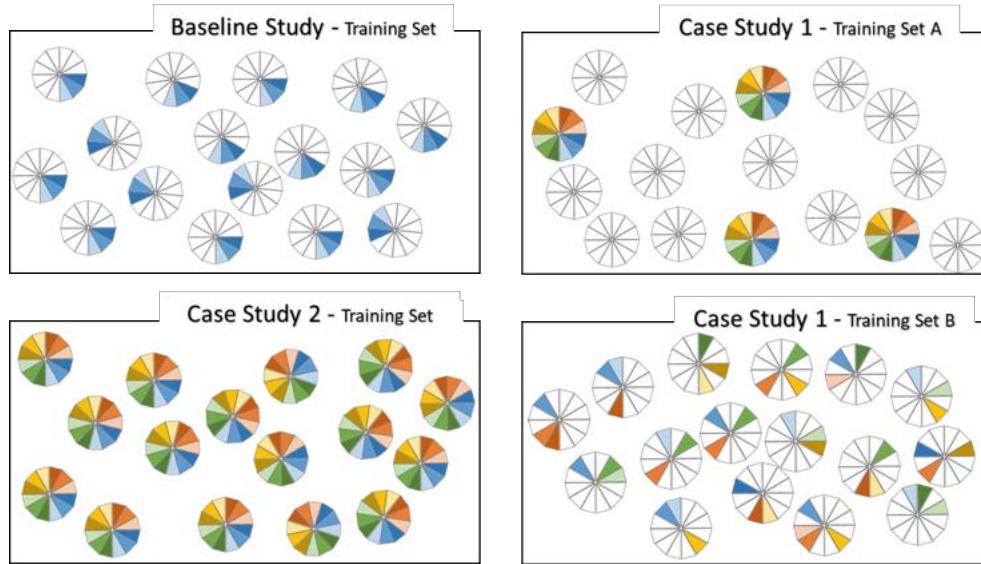 Baseline Study - Training Set
Case Study 1 - Training Set A
Case Study 2 - Training Set
Case Study 1 - Training Set B